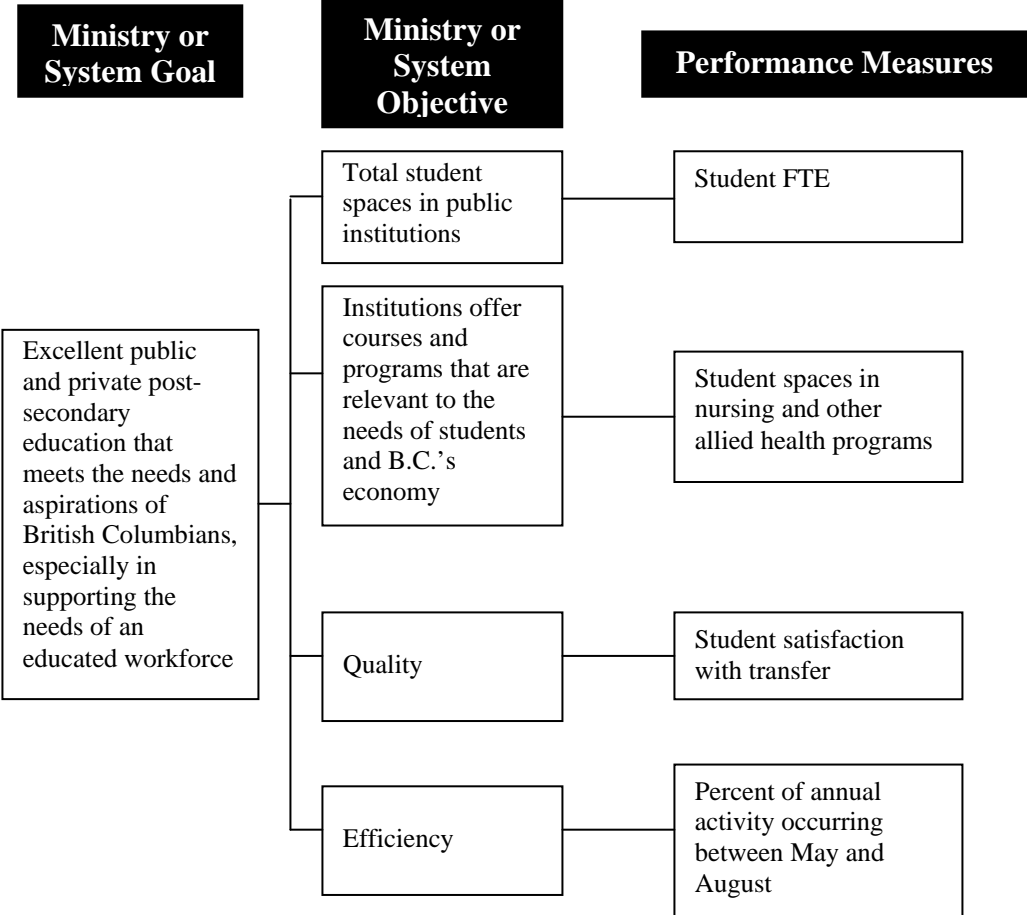 Ministry or
System Goal
Ministry or
System
Objective
Performance Measures
Total student
spaces in public
institutions
Student FTE
Institutions offer
courses and
programs that are
relevant to the
needs of students
and B.C.’s
economy
Student spaces in
nursing and other
allied health programs
Excellent public
and private post-
secondary
education that
meets the needs and
aspirations of
British Columbians,
especially in
supporting the
needs of an
educated workforce
Quality
Student satisfaction
with transfer
Efficiency
Percent of annual
activity occurring
between May and
August